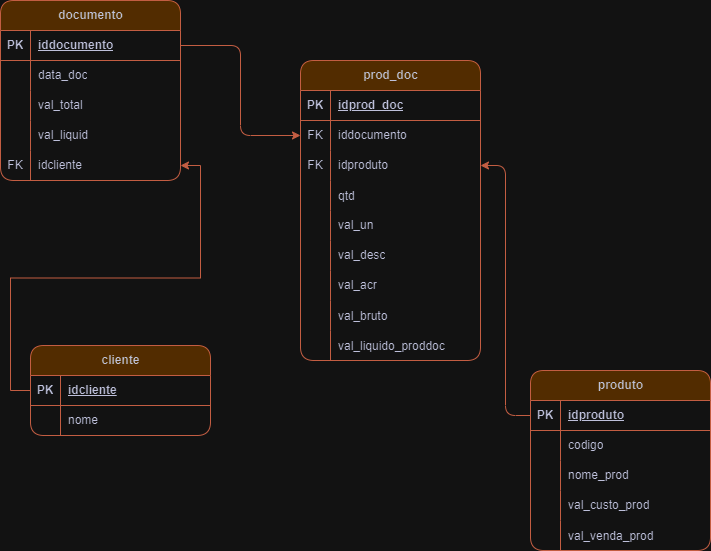 documento
PK iddocumento
data_doc
val_total
val_liquid
FK idcliente
prod_doc
PK idprod_doc
FK iddocumento
FK idproduto
qtd
val_un
val_desc
val_acr
val_bruto
val_liquido_proddoc
cliente
PK idcliente
nome
produto
PK idproduto
codigo
nome_prod
val_custo_prod
val_venda_prod